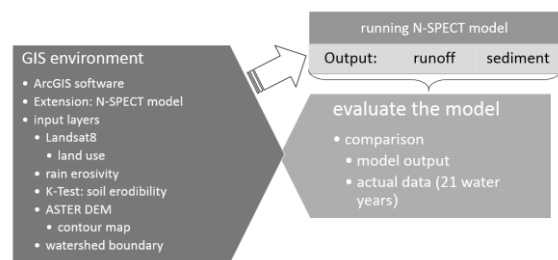 GIS environment
• ArcGIS software
• Extension: N-SPECT model
• input layers
• Landsat8
• land use
• rain erosivity
• K-Test: soil erodibility
• ASTER DEM
• contour map
• watershed boundary
running N-SPECT model
Output: runoff sediment
evaluate the model
• comparison
• model output
• actual data (21 water
years)